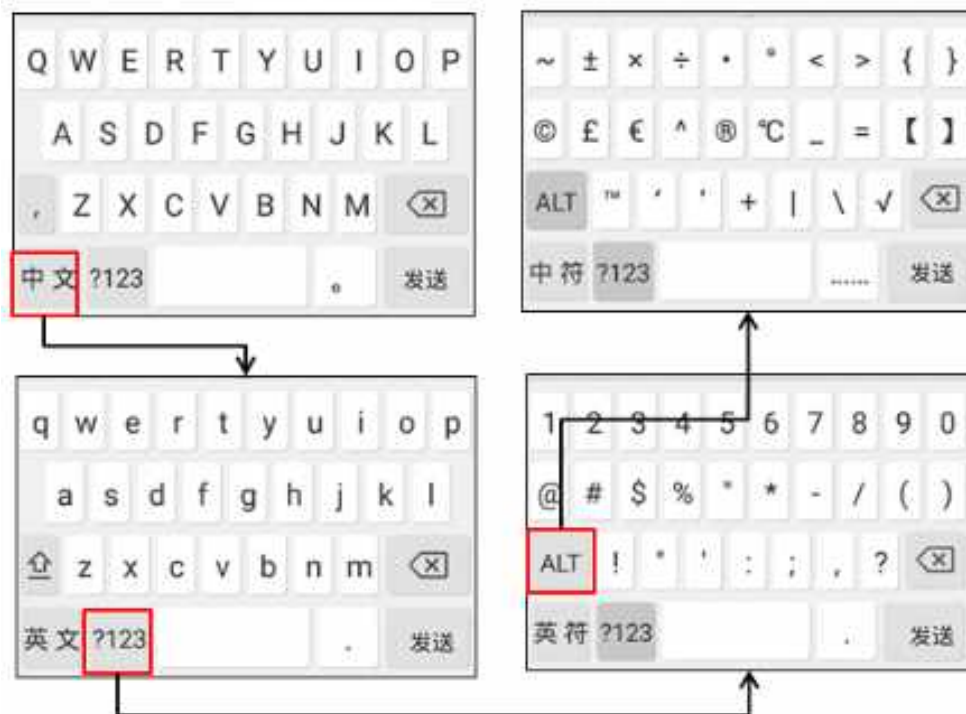 Q W E R T Y U I O P
A S D F G H J K L
, Z X C V B N M
中文 ?123 。 发送
~ ± × ÷ · ° < > { }
© £ € ^ ® ℃ _ = 【 】
ALT ™ ‘ ’ + | \ √
中符 ?123 …… 发送
q w e r t y u i o p
a s d f g h j k l
z x c v b n m
英文 ?123 . 发送
1 2 3 4 5 6 7 8 9 0
@ # $ % * - / ( )
ALT ! ' : ; , ?
英符 ?123 . 发送